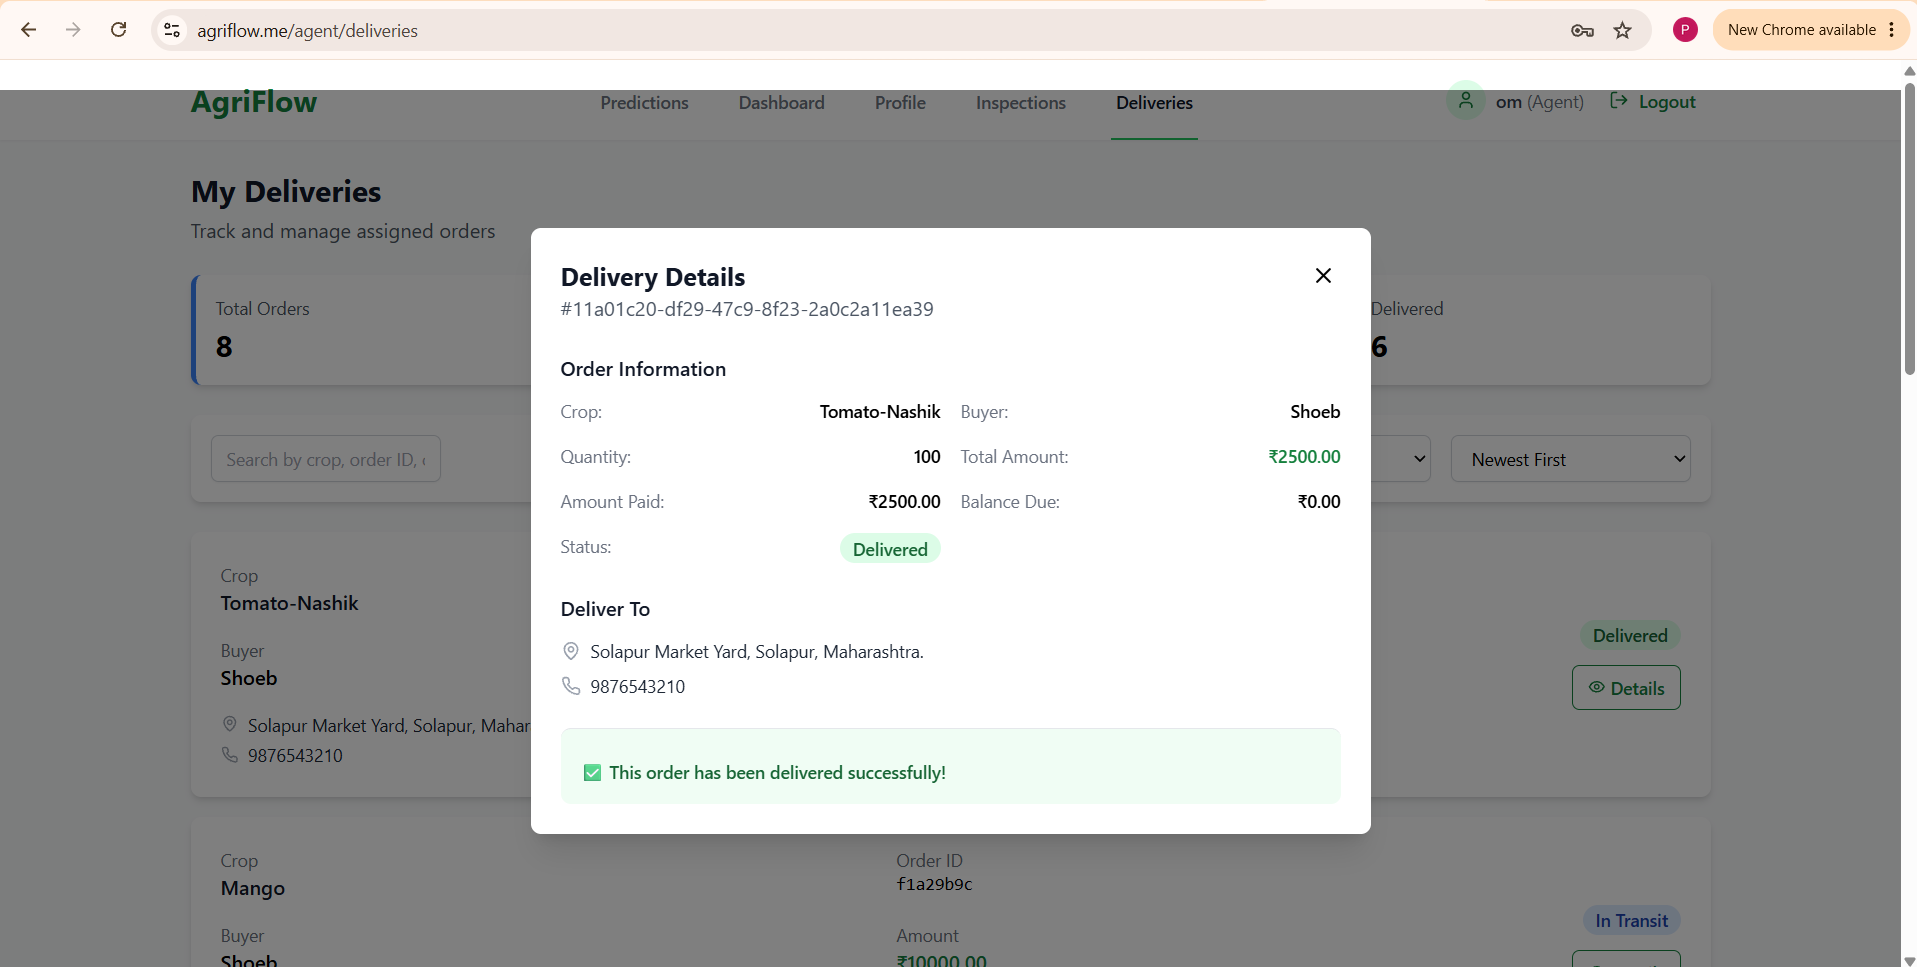 agriflow.me/agent/deliveries
P
New Chrome available
AgriFlow
Predictions
Dashboard
Profile
Inspections
Deliveries
om (Agent)
Logout
My Deliveries
Track and manage assigned orders
Total Orders
8
Delivered
6
Search by crop, order ID, c
Newest First
Delivery Details
#11a01c20-df29-47c9-8f23-2a0c2a11ea39
Order Information
Crop: Tomato-Nashik Buyer: Shoeb
Quantity: 100 Total Amount: ₹2500.00
Amount Paid: ₹2500.00 Balance Due: ₹0.00
Status: Delivered
Deliver To
Solapur Market Yard, Solapur, Maharashtra.
9876543210
✅ This order has been delivered successfully!
Crop
Tomato-Nashik
Buyer
Shoeb
Solapur Market Yard, Solapur, Mahar
9876543210
Delivered
Details
Crop
Mango
Buyer
Shoeb
Order ID
f1a29b9c
Amount
₹10000.00
In Transit